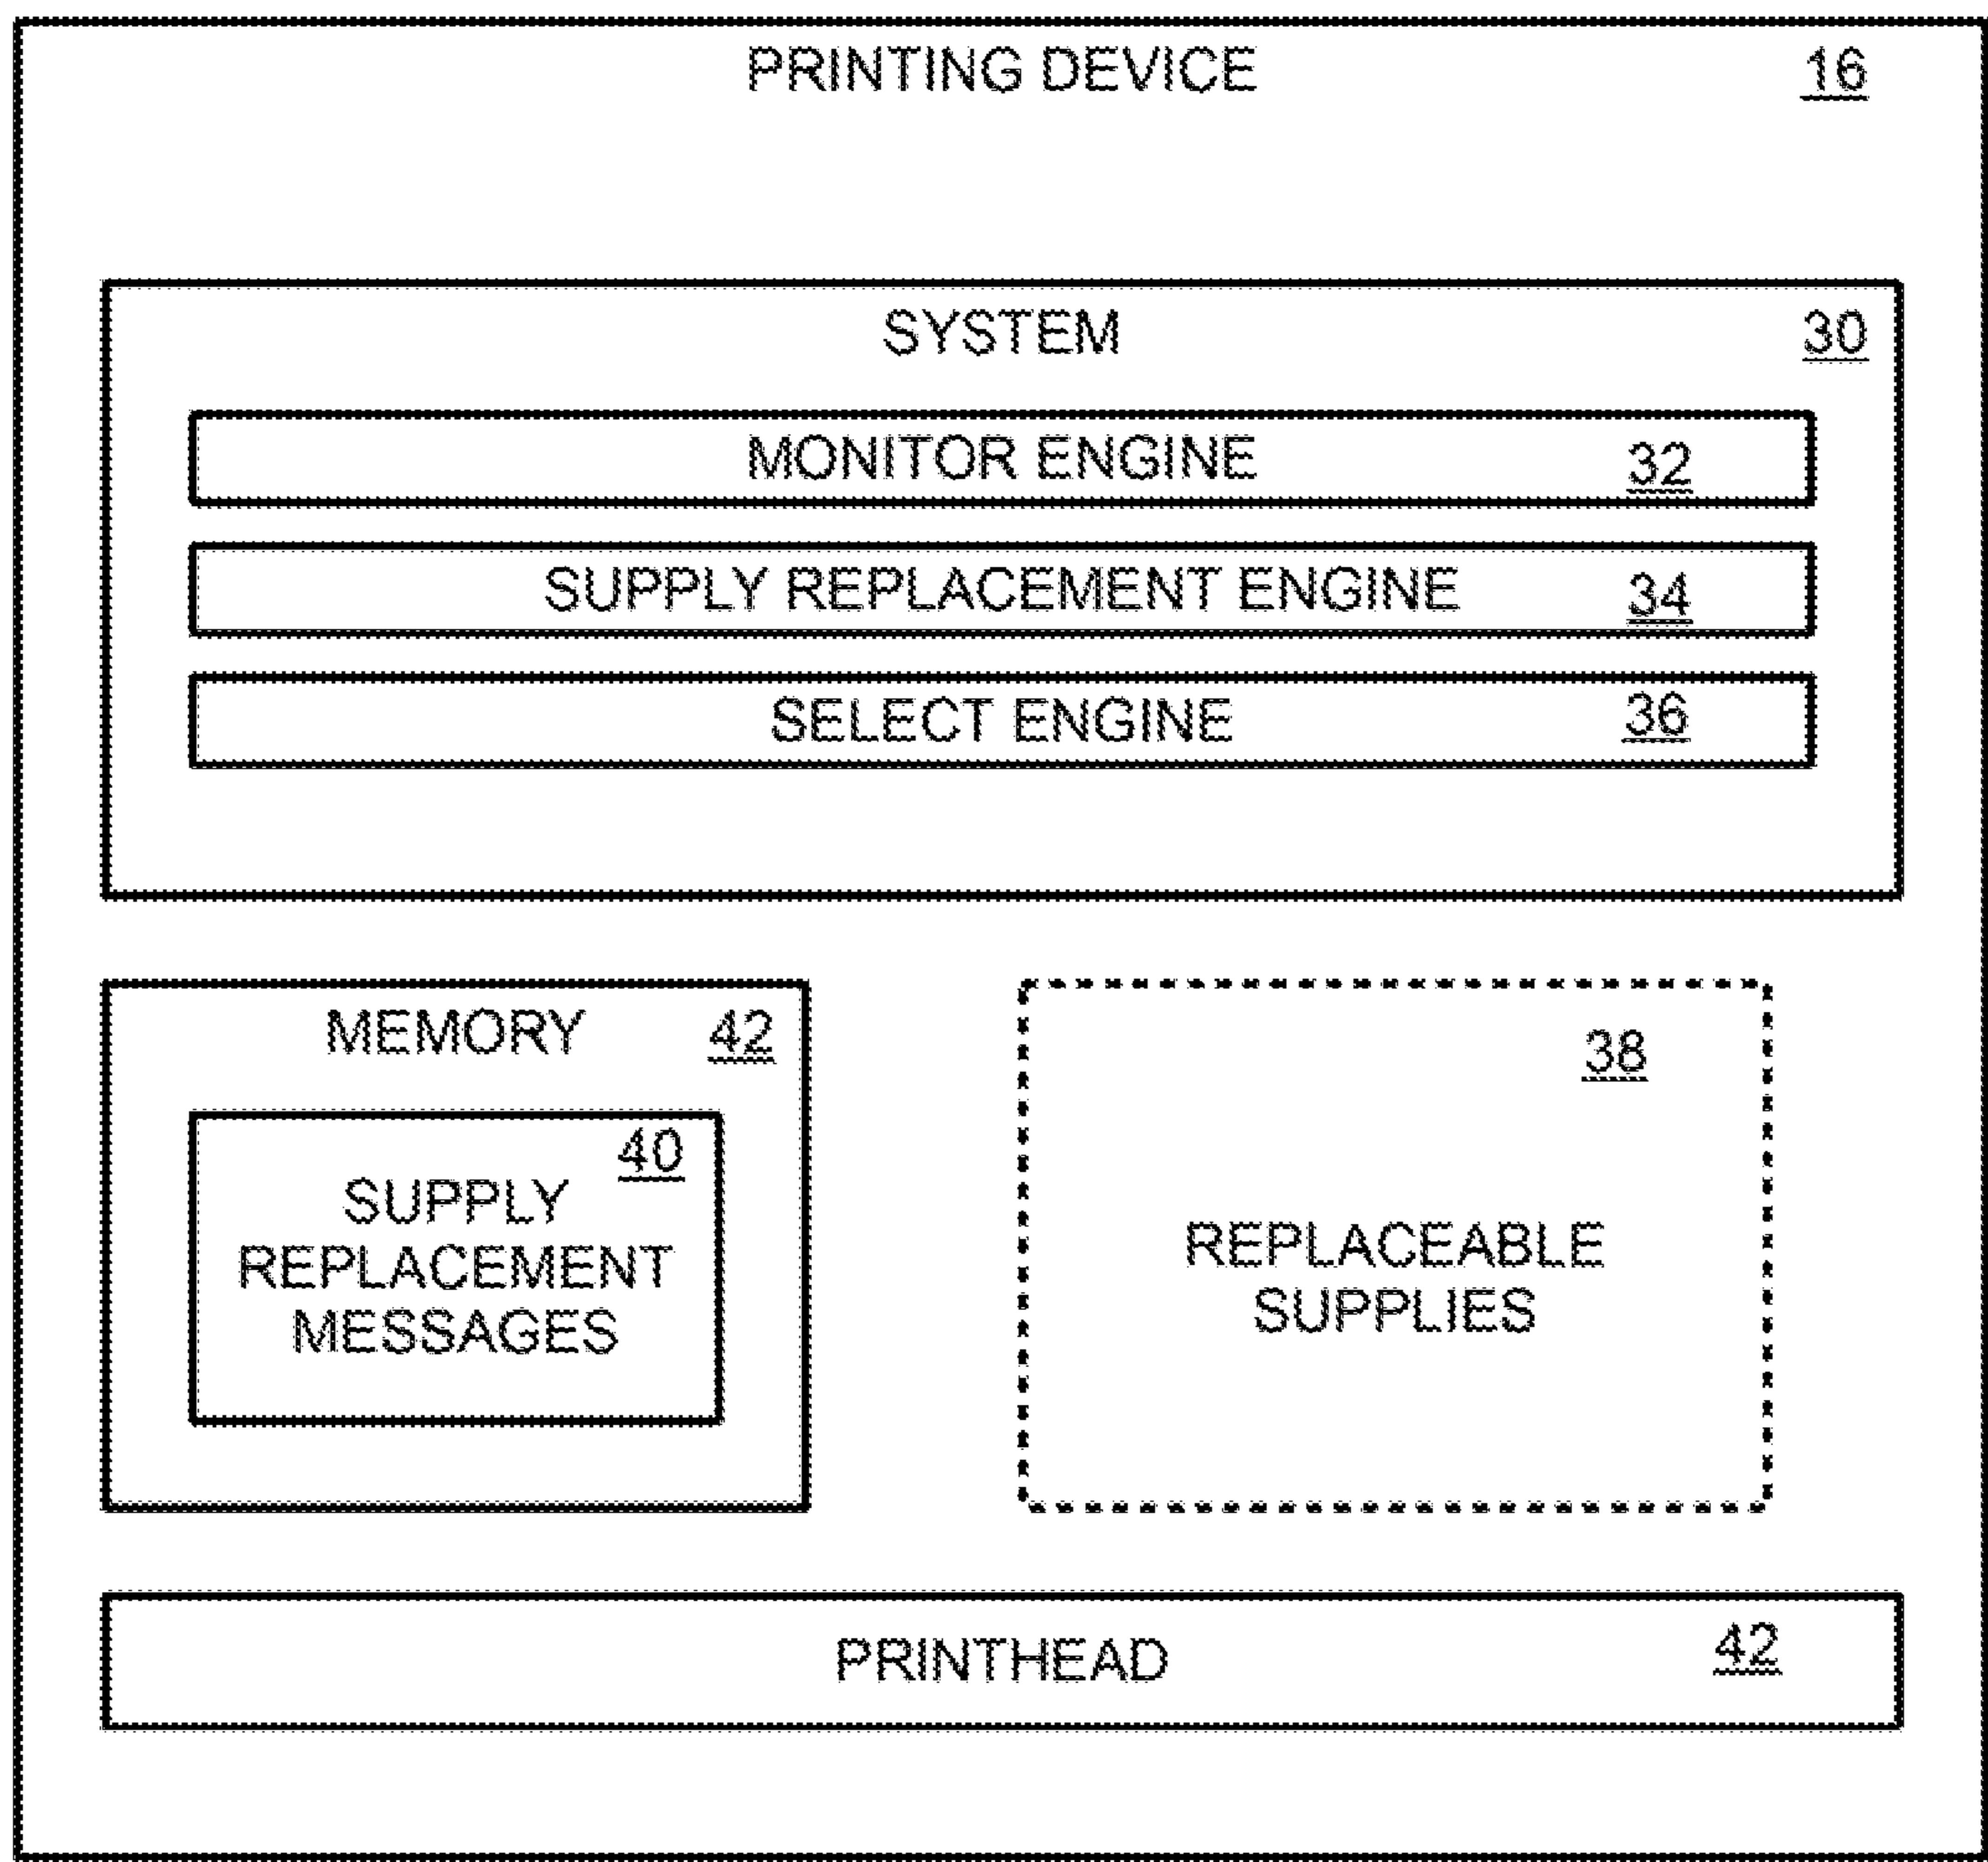 PRINTING DEVICE 16
SYSTEM 30
MONITOR ENGINE 32
SUPPLY REPLACEMENT ENGINE 34
SELECT ENGINE 36
MEMORY 42
40
SUPPLY
REPLACEMENT
MESSAGES
38
REPLACEABLE
SUPPLIES
PRINTHEAD 42